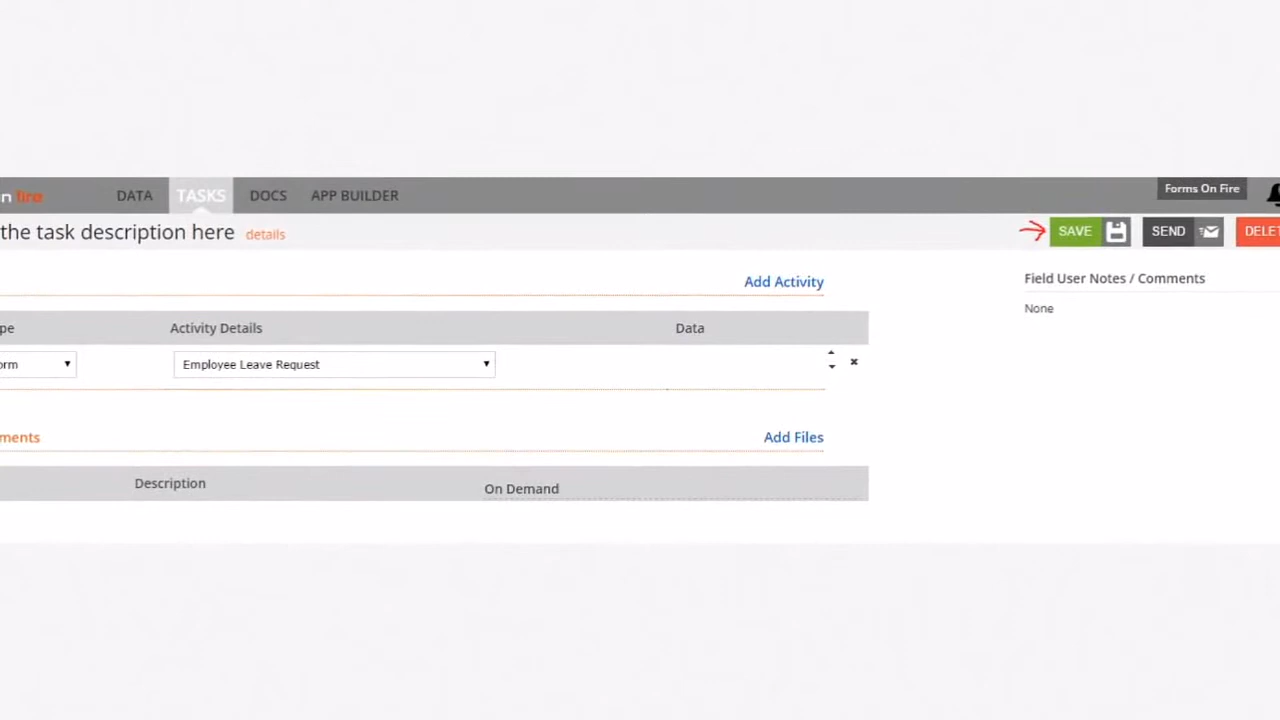 n fire DATA TASKS DOCS APP BUILDER Forms On Fire
the task description here details SAVE SEND DELET
Add Activity Field User Notes / Comments
None
pe Activity Details Data
orm Employee Leave Request
ments Add Files
Description On Demand